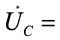 U̇_C =